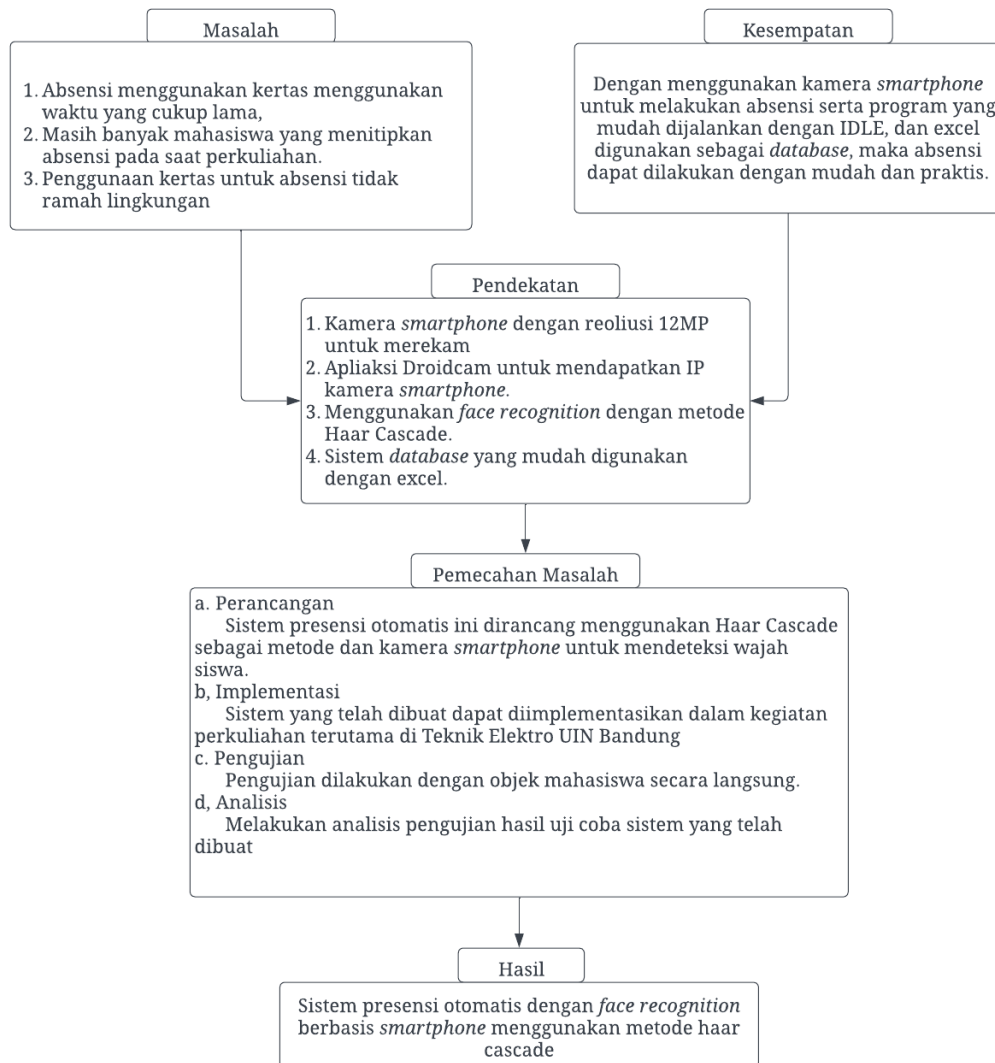 Masalah
1. Absensi menggunakan kertas menggunakan
waktu yang cukup lama,
2. Masih banyak mahasiswa yang menitipkan
absensi pada saat perkuliahan.
3. Penggunaan kertas untuk absensi tidak
ramah lingkungan
Kesempatan
Dengan menggunakan kamera smartphone
untuk melakukan absensi serta program yang
mudah dijalankan dengan IDLE, dan excel
digunakan sebagai database, maka absensi
dapat dilakukan dengan mudah dan praktis.
Pendekatan
1. Kamera smartphone dengan reoliusi 12MP
untuk merekam
2. Apliaksi Droidcam untuk mendapatkan IP
kamera smartphone.
3. Menggunakan face recognition dengan metode
Haar Cascade.
4. Sistem database yang mudah digunakan
dengan excel.
Pemecahan Masalah
a. Perancangan
Sistem presensi otomatis ini dirancang menggunakan Haar Cascade
sebagai metode dan kamera smartphone untuk mendeteksi wajah
siswa.
b, Implementasi
Sistem yang telah dibuat dapat diimplementasikan dalam kegiatan
perkuliahan terutama di Teknik Elektro UIN Bandung
c. Pengujian
Pengujian dilakukan dengan objek mahasiswa secara langsung.
d, Analisis
Melakukan analisis pengujian hasil uji coba sistem yang telah
dibuat
Hasil
Sistem presensi otomatis dengan face recognition
berbasis smartphone menggunakan metode haar
cascade